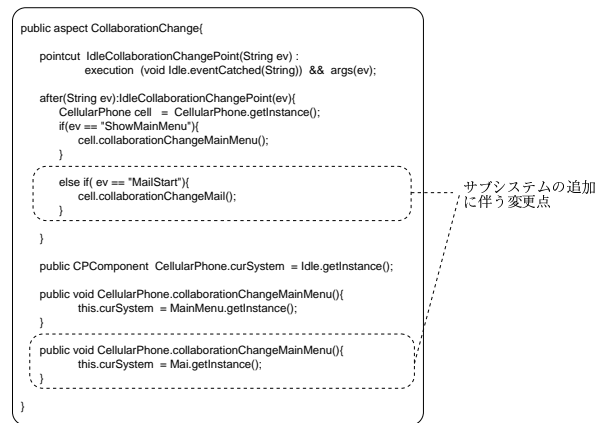 public aspect CollaborationChange{
pointcut IdleCollaborationChangePoint(String ev) :
execution (void Idle.eventCatched(String)) && args(ev);
after(String ev):IdleCollaborationChangePoint(ev){
CellularPhone cell = CellularPhone.getInstance();
if(ev == "ShowMainMenu"){
cell.collaborationChangeMainMenu();
}
else if( ev == "MailStart"){
cell.collaborationChangeMail();
}
}
サブシステムの追加
に伴う変更点
public CPComponent CellularPhone.curSystem = Idle.getInstance();
public void CellularPhone.collaborationChangeMainMenu(){
this.curSystem = MainMenu.getInstance();
}
public void CellularPhone.collaborationChangeMainMenu(){
this.curSystem = Mai.getInstance();
}
}